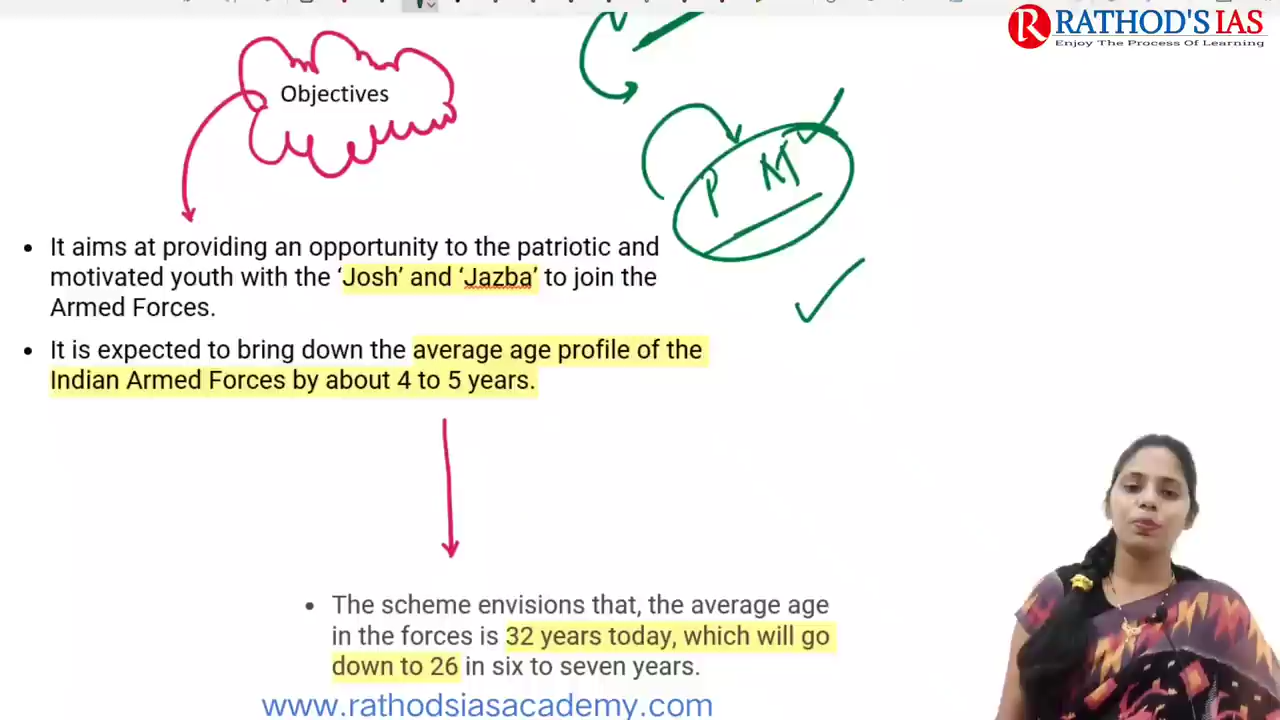 RATHOD'S IAS
Enjoy The Process Of Learning
Objectives
P M
• It aims at providing an opportunity to the patriotic and
motivated youth with the ‘Josh’ and ‘Jazba’ to join the
Armed Forces.
• It is expected to bring down the average age profile of the
Indian Armed Forces by about 4 to 5 years.
• The scheme envisions that, the average age
in the forces is 32 years today, which will go
down to 26 in six to seven years.
www.rathodsiasacademy.com